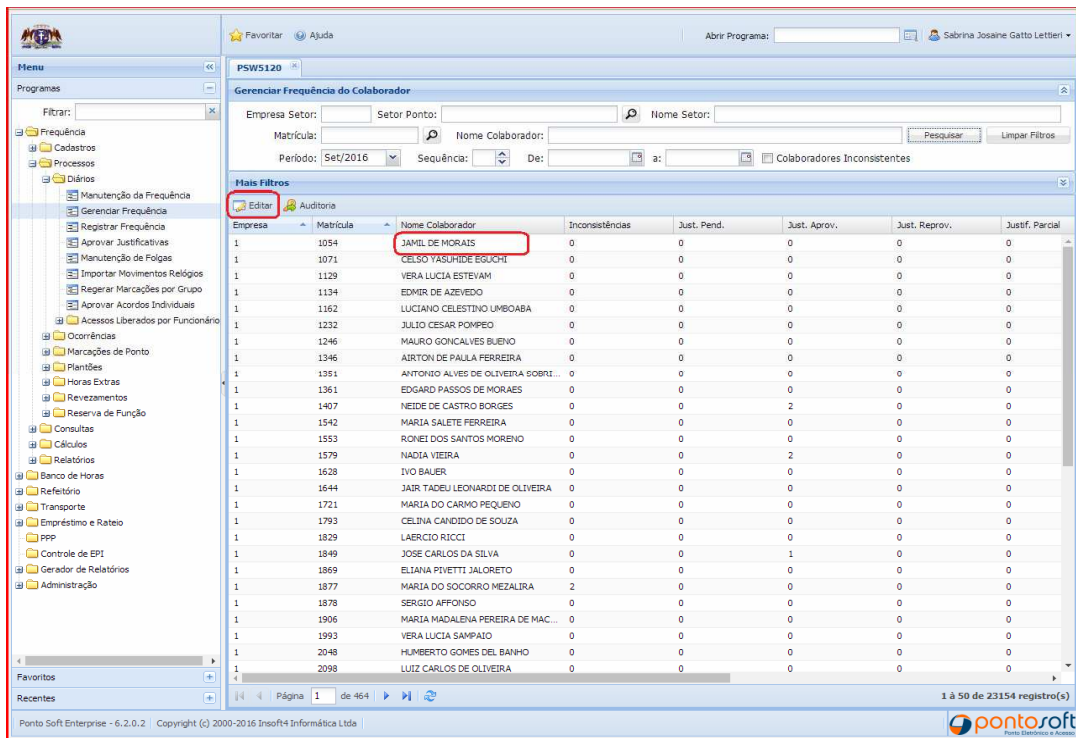 Favoritar Ajuda Abrir Programa: Sabrina Josaine Gatto Lettieri
Menu
Programas
Filtrar:
Frequência
Cadastros
Processos
Diários
Manutenção da Frequência
Gerenciar Frequência
Registrar Frequência
Aprovar Justificativas
Manutenção de Folgas
Importar Movimentos Relógios
Regerar Marcações por Grupo
Aprovar Acordos Individuais
Acessos Liberados por Funcionário
Ocorrências
Marcações de Ponto
Plantões
Horas Extras
Revezamentos
Reserva de Função
Consultas
Cálculos
Relatórios
Banco de Horas
Refeitório
Transporte
Empréstimo e Rateio
PPP
Controle de EPI
Gerador de Relatórios
Administração
Favoritos
Recentes
PSW5120
Gerenciar Frequência do Colaborador
Empresa Setor: Setor Ponto: Nome Setor:
Matrícula: Nome Colaborador: Pesquisar Limpar Filtros
Período: Set/2016 Sequência: De: a: Colaboradores Inconsistentes
Mais Filtros
Editar Auditoria
Empresa Matrícula Nome Colaborador Inconsistências Just. Pend. Just. Aprov. Just. Reprov. Justif. Parcial
1 1054 JAMIL DE MORAIS 0 0 0 0 0
1 1071 CELSO YASUHIDE EGUCHI 0 0 0 0 0
1 1129 VERA LUCIA ESTEVAM 0 0 0 0 0
1 1134 EDMIR DE AZEVEDO 0 0 0 0 0
1 1162 LUCIANO CELESTINO UMBOABA 0 0 0 0 0
1 1232 JULIO CESAR POMPEO 0 0 0 0 0
1 1246 MAURO GONCALVES BUENO 0 0 0 0 0
1 1346 AIRTON DE PAULA FERREIRA 0 0 0 0 0
1 1351 ANTONIO ALVES DE OLIVEIRA SOBRI... 0 0 0 0 0
1 1361 EDGARD PASSOS DE MORAES 0 0 0 0 0
1 1407 NEIDE DE CASTRO BORGES 0 0 2 0 0
1 1542 MARIA SALETE FERREIRA 0 0 0 0 0
1 1553 RONEI DOS SANTOS MORENO 0 0 0 0 0
1 1579 NADIA VIEIRA 0 0 2 0 0
1 1628 IVO BAUER 0 0 0 0 0
1 1644 JAIR TADEU LEONARDI DE OLIVEIRA 0 0 0 0 0
1 1721 MARIA DO CARMO PEQUENO 0 0 0 0 0
1 1793 CELINA CANDIDO DE SOUZA 0 0 0 0 0
1 1829 LAERCIO RICCI 0 0 0 0 0
1 1849 JOSE CARLOS DA SILVA 0 0 1 0 0
1 1869 ELIANA PIVETTI JALORETO 0 0 0 0 0
1 1877 MARIA DO SOCORRO MEZALIRA 2 0 0 0 0
1 1878 SERGIO AFFONSO 0 0 0 0 0
1 1906 MARIA MADALENA PEREIRA DE MAC... 0 0 0 0 0
1 1993 VERA LUCIA SAMPAIO 0 0 0 0 0
1 2048 HUMBERTO GOMES DEL BANHO 0 0 0 0 0
1 2098 LUIZ CARLOS DE OLIVEIRA 0 0 0 0 0
Página 1 de 464 1 à 50 de 23154 registro(s)
Ponto Soft Enterprise - 6.2.0.2 Copyright (c) 2000-2016 Insoft4 Informática Ltda
pontosoft
Ponto Eletrônico e Acesso